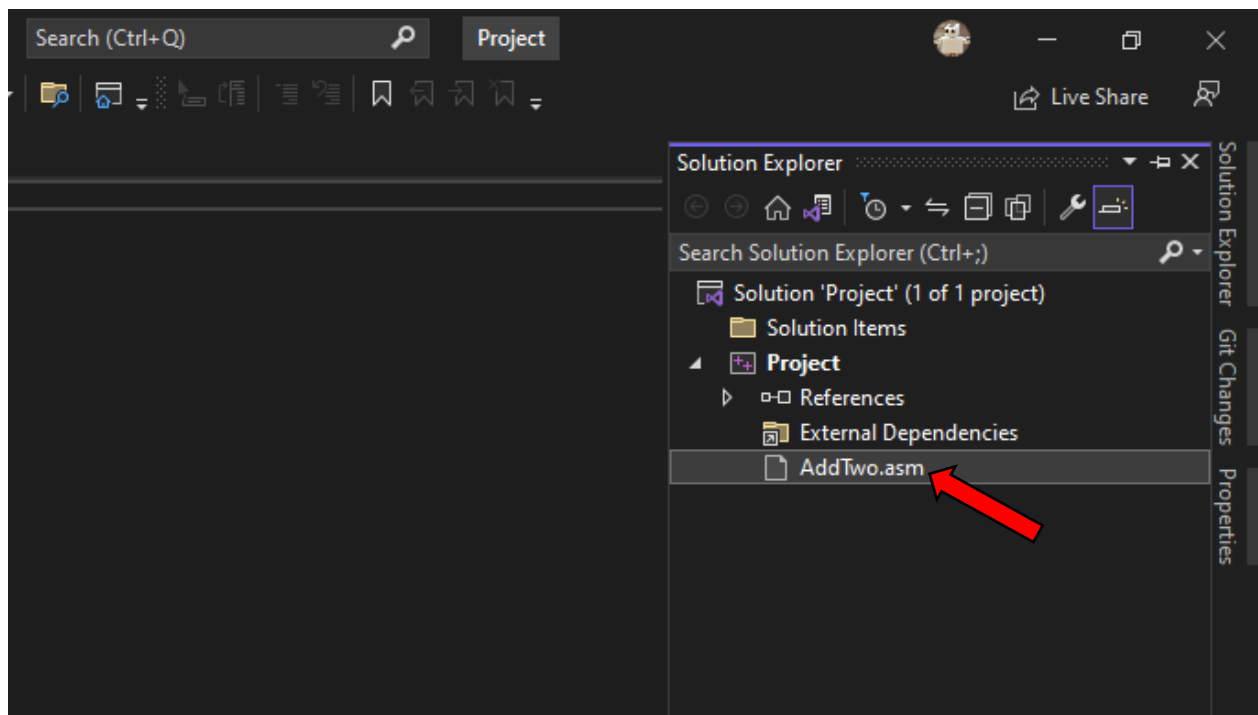 Search (Ctrl+Q)
Project
Live Share
Solution Explorer
Search Solution Explorer (Ctrl+;)
Solution 'Project' (1 of 1 project)
Solution Items
Project
References
External Dependencies
AddTwo.asm
Solution Explorer
Git Changes
Properties